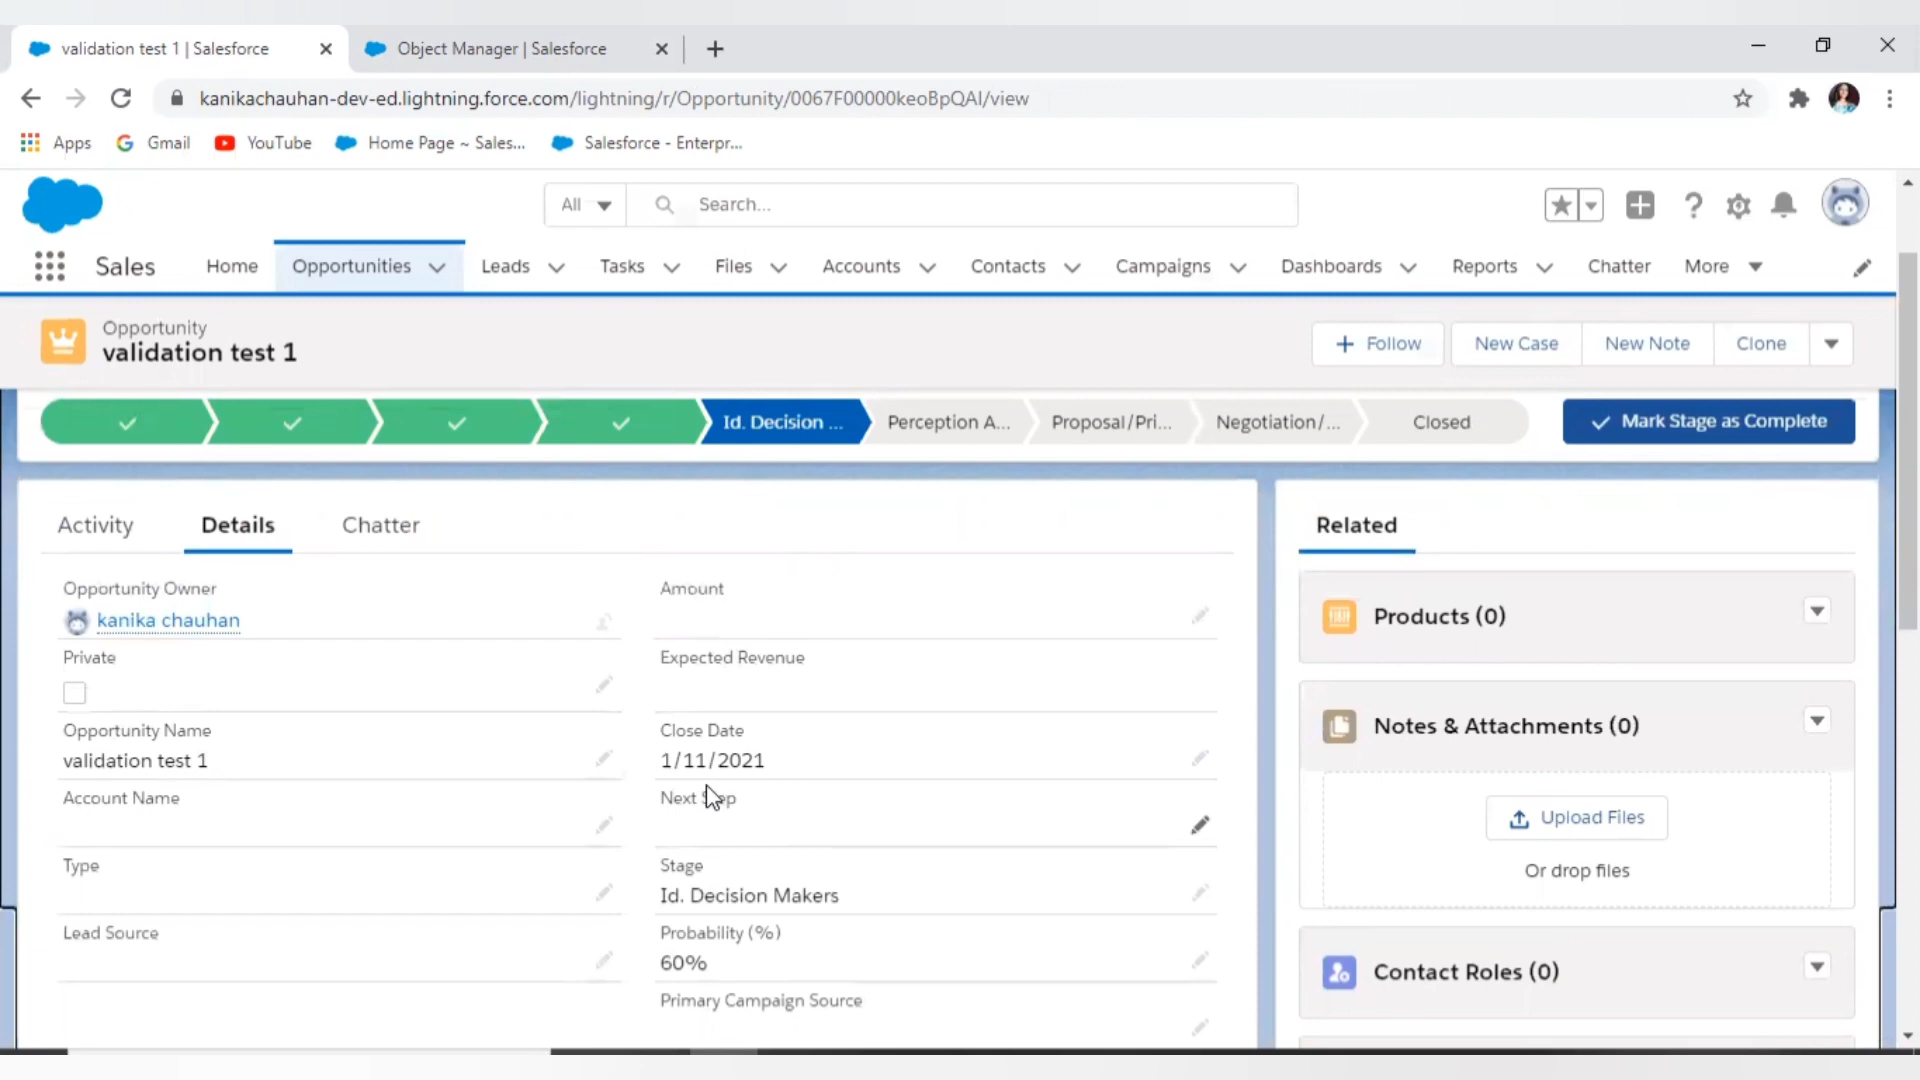 validation test 1 | Salesforce
Object Manager | Salesforce
kanikachauhan-dev-ed.lightning.force.com/lightning/r/Opportunity/0067F00000keoBpQAI/view
Apps
Gmail
YouTube
Home Page ~ Sales...
Salesforce - Enterpr...
All
Search...
Sales
Home
Opportunities
Leads
Tasks
Files
Accounts
Contacts
Campaigns
Dashboards
Reports
Chatter
More
Opportunity
validation test 1
Follow
New Case
New Note
Clone
Id. Decision ...
Perception A...
Proposal/Pri...
Negotiation/...
Closed
Mark Stage as Complete
Activity
Details
Chatter
Opportunity Owner
kanika chauhan
Private
Opportunity Name
validation test 1
Account Name
Type
Lead Source
Amount
Expected Revenue
Close Date
1/11/2021
Next Step
Stage
Id. Decision Makers
Probability (%)
60%
Primary Campaign Source
Related
Products (0)
Notes & Attachments (0)
Upload Files
Or drop files
Contact Roles (0)